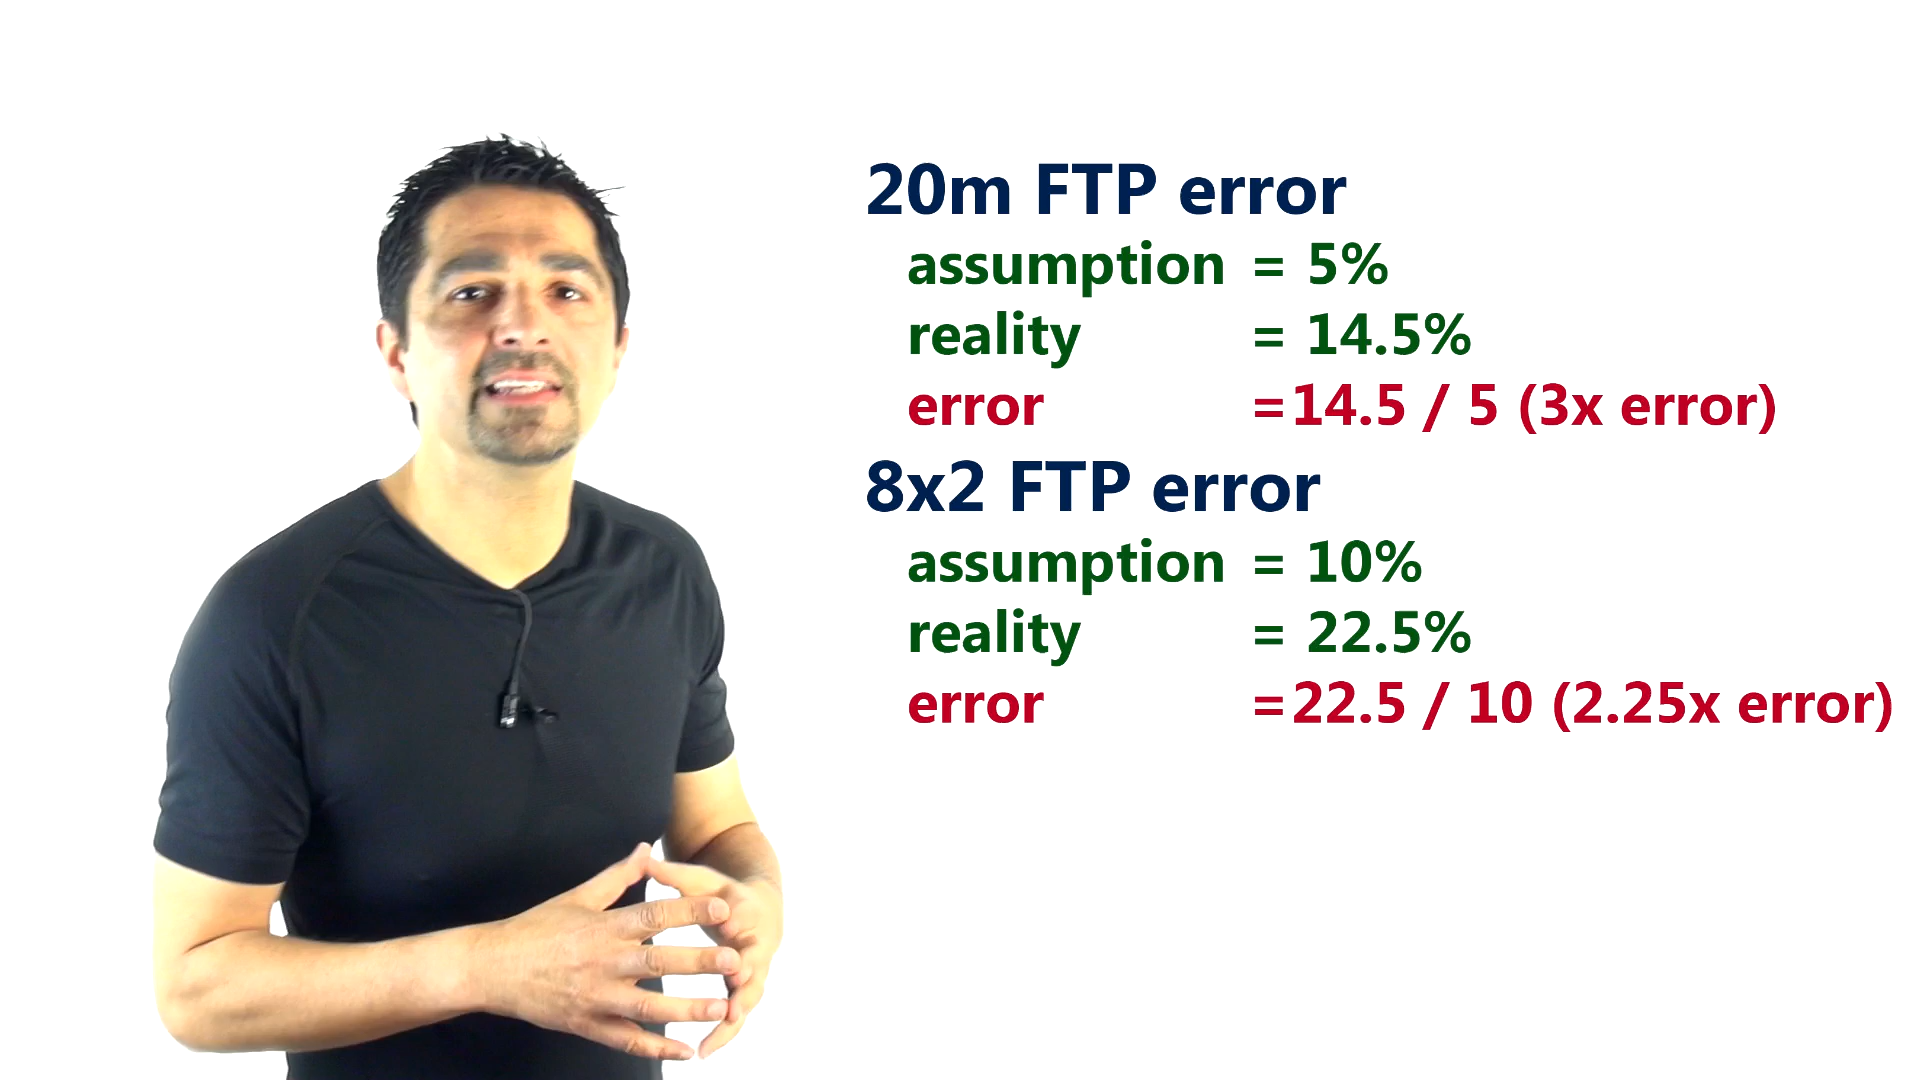 20m FTP error
assumption = 5%
reality = 14.5%
error =14.5 / 5 (3x error)
8x2 FTP error
assumption = 10%
reality = 22.5%
error =22.5 / 10 (2.25x error)